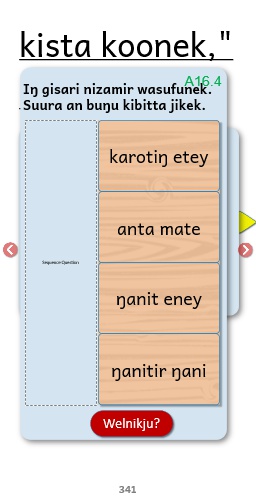 kista koonek,"
A16.4
Iŋ gisari nizamir wasufuŋek.
Suura an buŋu kibitta jikek.
karotiŋ etey
anta mate
Sequence-Question
ŋanit eney
ŋanitir ŋani
Welnikju?
341